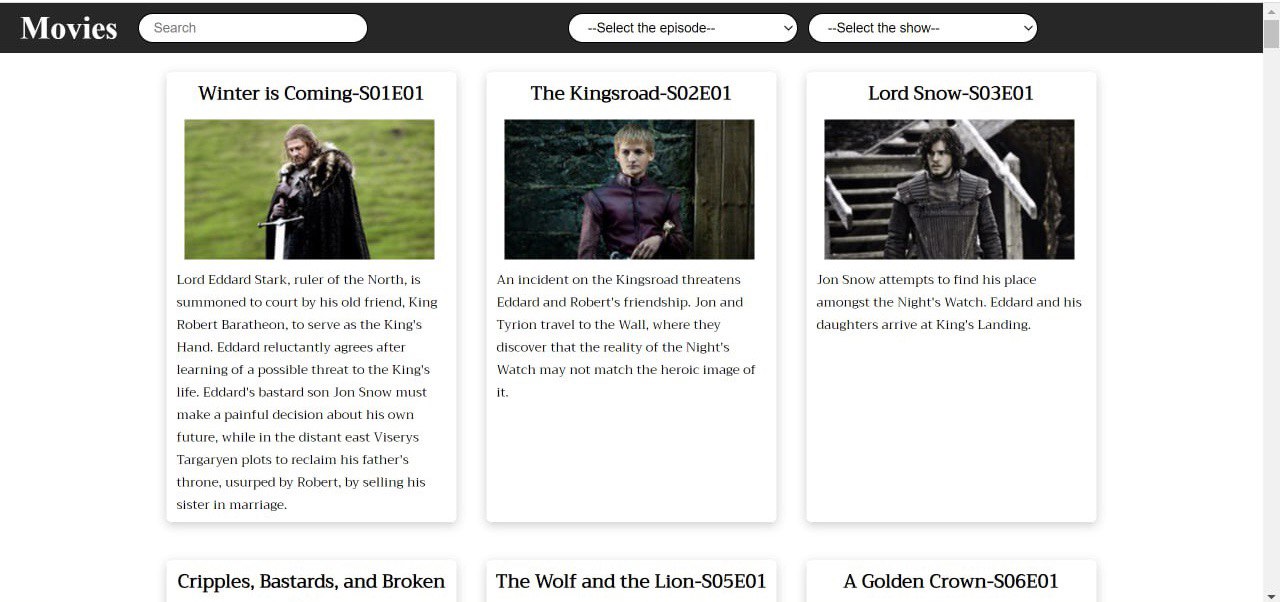 Movies
Search
--Select the episode--
--Select the show--
Winter is Coming-S01E01
Lord Eddard Stark, ruler of the North, is
summoned to court by his old friend, King
Robert Baratheon, to serve as the King's
Hand. Eddard reluctantly agrees after
learning of a possible threat to the King's
life. Eddard's bastard son Jon Snow must
make a painful decision about his own
future, while in the distant east Viserys
Targaryen plots to reclaim his father's
throne, usurped by Robert, by selling his
sister in marriage.
The Kingsroad-S02E01
An incident on the Kingsroad threatens
Eddard and Robert's friendship. Jon and
Tyrion travel to the Wall, where they
discover that the reality of the Night's
Watch may not match the heroic image of
it.
Lord Snow-S03E01
Jon Snow attempts to find his place
amongst the Night's Watch. Eddard and his
daughters arrive at King's Landing.
Cripples, Bastards, and Broken
The Wolf and the Lion-S05E01
A Golden Crown-S06E01